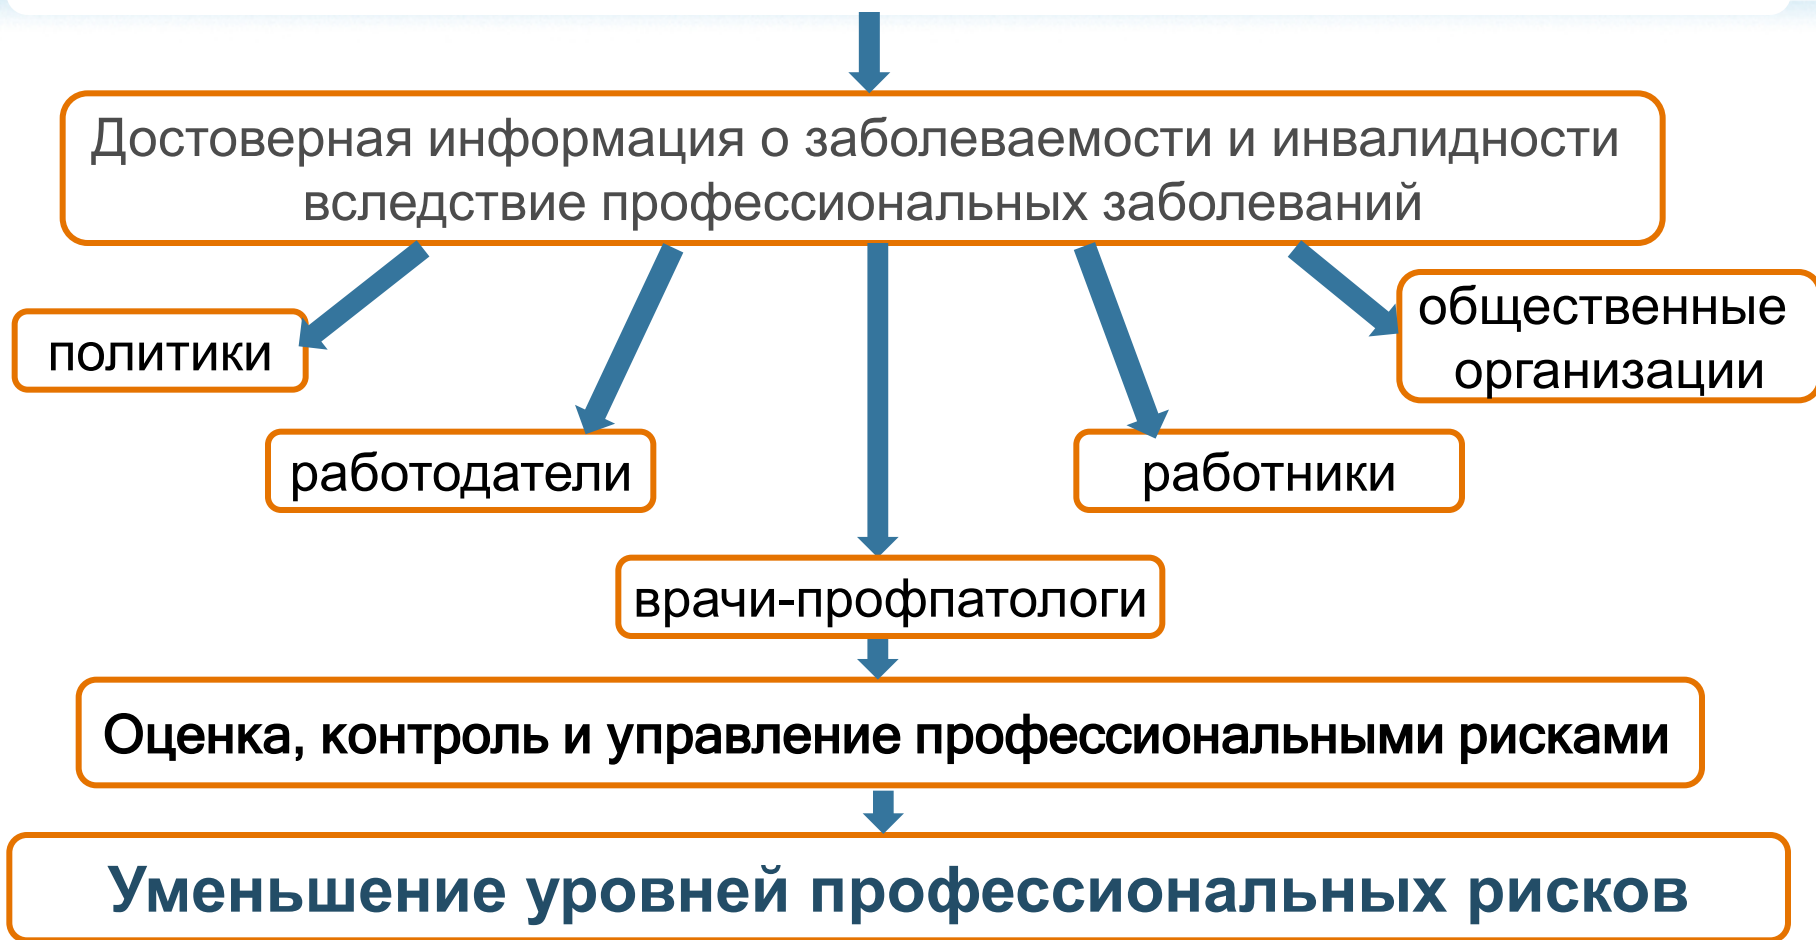 Достоверная информация о заболеваемости и инвалидности
вследствие профессиональных заболеваний
политики
общественные
организации
работодатели
работники
врачи-профпатологи
Оценка, контроль и управление профессиональными рисками
Уменьшение уровней профессиональных рисков